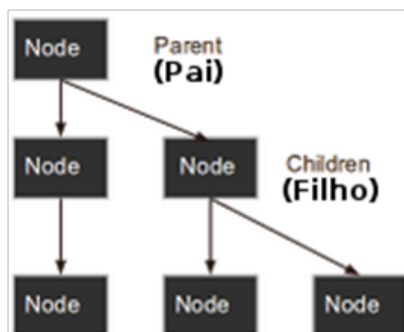 Node
Parent
(Pai)
Node
Node
Children
(Filho)
Node
Node
Node